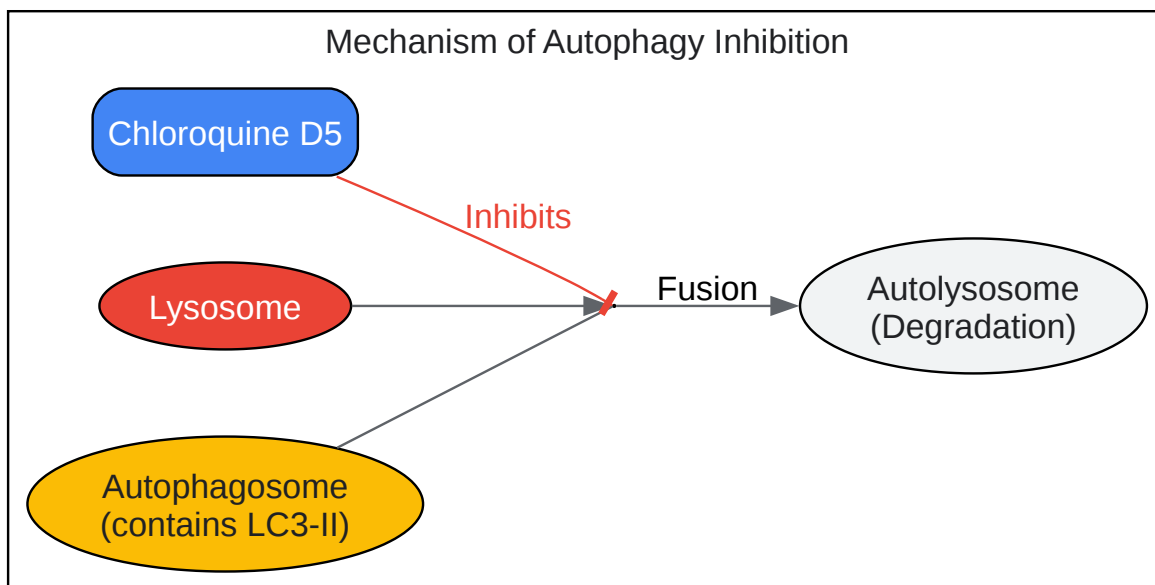 Mechanism of Autophagy Inhibition
Chloroquine D5
Inhibits
Lysosome
Fusion
Autolysosome
(Degradation)
Autophagosome
(contains LC3-II)